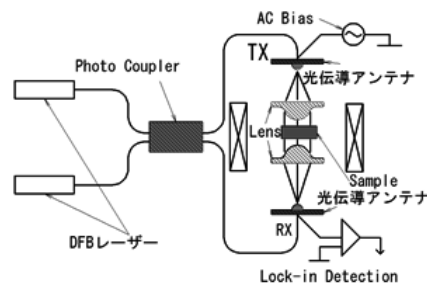 AC Bias
TX
Photo Coupler
光伝導アンテナ
Lens
Sample
光伝導アンテナ
RX
DFBレーザー
Lock-in Detection